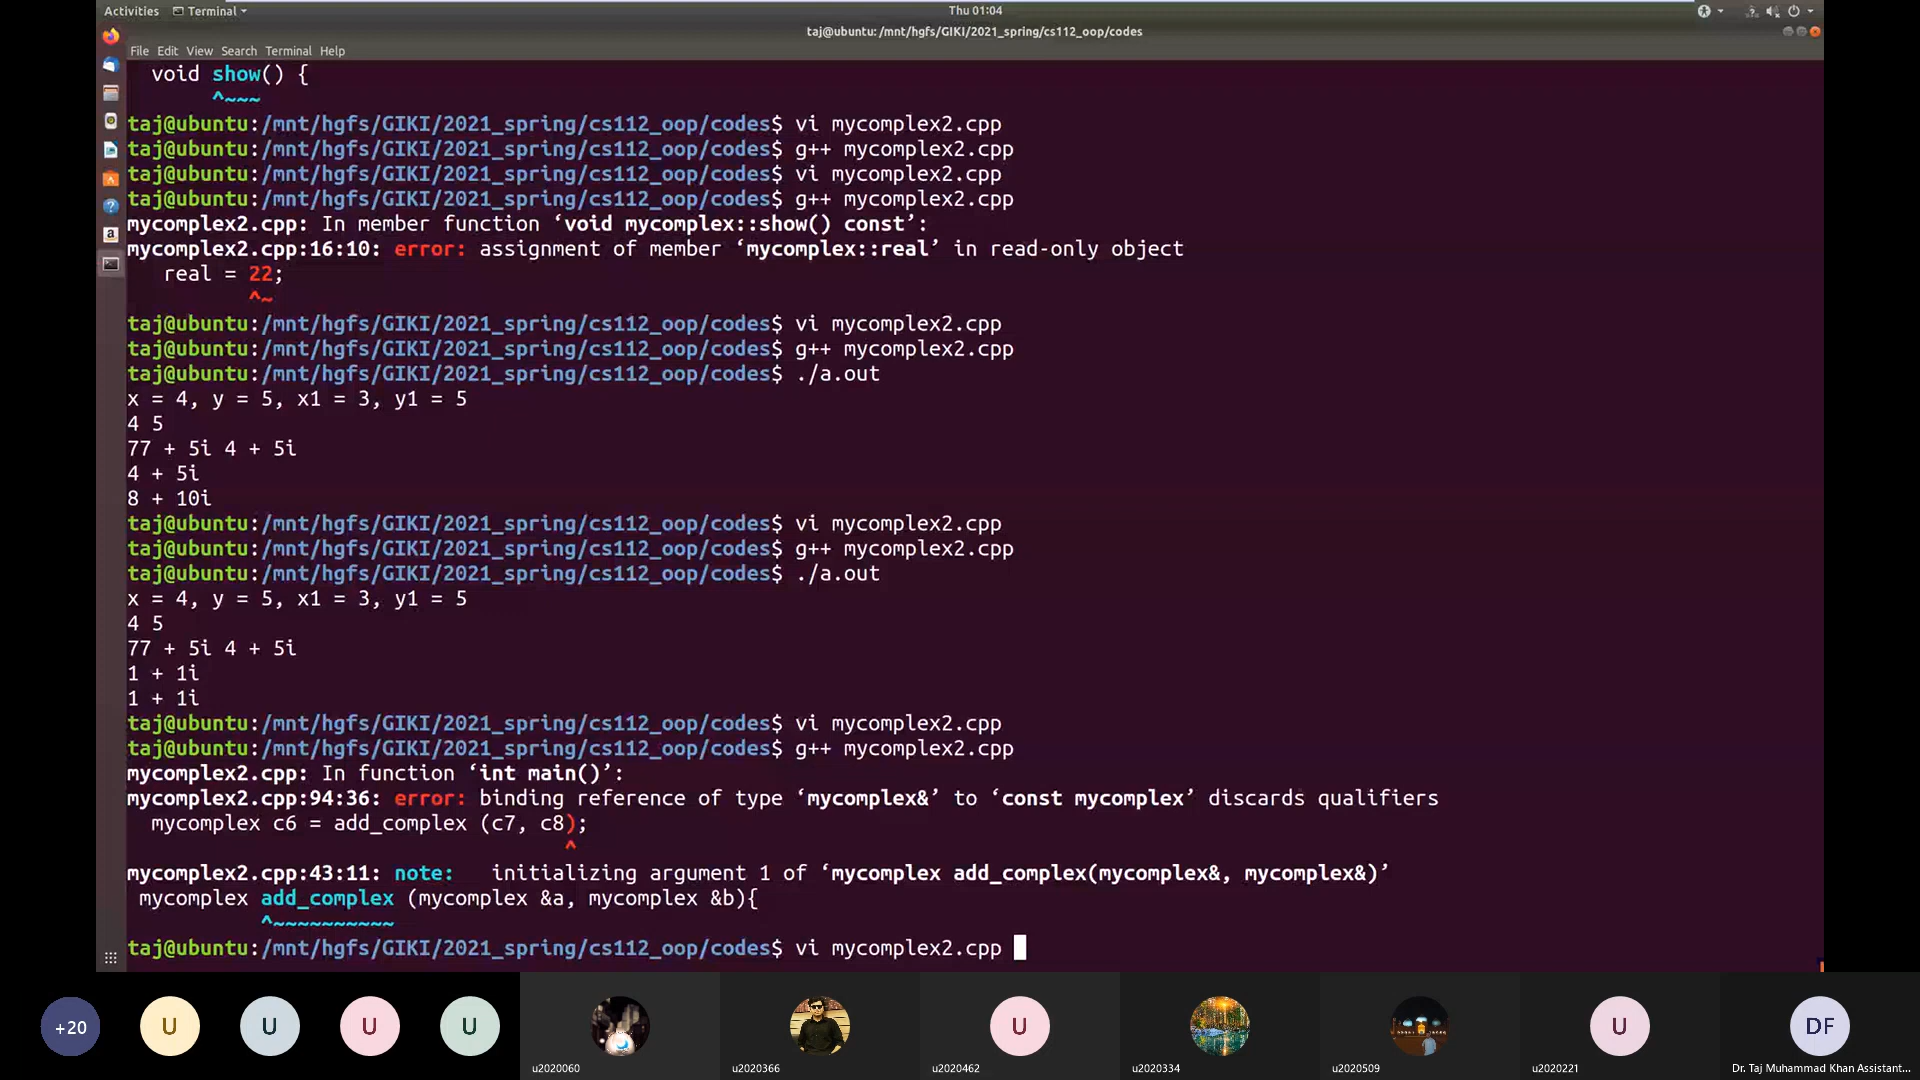 Activities Terminal Thu 01:04
taj@ubuntu: /mnt/hgfs/GIKI/2021_spring/cs112_oop/codes
File Edit View Search Terminal Help
void show() {
^~~~
taj@ubuntu:/mnt/hgfs/GIKI/2021_spring/cs112_oop/codes$ vi mycomplex2.cpp
taj@ubuntu:/mnt/hgfs/GIKI/2021_spring/cs112_oop/codes$ g++ mycomplex2.cpp
taj@ubuntu:/mnt/hgfs/GIKI/2021_spring/cs112_oop/codes$ vi mycomplex2.cpp
taj@ubuntu:/mnt/hgfs/GIKI/2021_spring/cs112_oop/codes$ g++ mycomplex2.cpp
mycomplex2.cpp: In member function ‘void mycomplex::show() const’:
mycomplex2.cpp:16:10: error: assignment of member ‘mycomplex::real’ in read-only object
real = 22;
^~
taj@ubuntu:/mnt/hgfs/GIKI/2021_spring/cs112_oop/codes$ vi mycomplex2.cpp
taj@ubuntu:/mnt/hgfs/GIKI/2021_spring/cs112_oop/codes$ g++ mycomplex2.cpp
taj@ubuntu:/mnt/hgfs/GIKI/2021_spring/cs112_oop/codes$ ./a.out
x = 4, y = 5, x1 = 3, y1 = 5
4 5
77 + 5i 4 + 5i
4 + 5i
8 + 10i
taj@ubuntu:/mnt/hgfs/GIKI/2021_spring/cs112_oop/codes$ vi mycomplex2.cpp
taj@ubuntu:/mnt/hgfs/GIKI/2021_spring/cs112_oop/codes$ g++ mycomplex2.cpp
taj@ubuntu:/mnt/hgfs/GIKI/2021_spring/cs112_oop/codes$ ./a.out
x = 4, y = 5, x1 = 3, y1 = 5
4 5
77 + 5i 4 + 5i
1 + 1i
1 + 1i
taj@ubuntu:/mnt/hgfs/GIKI/2021_spring/cs112_oop/codes$ vi mycomplex2.cpp
taj@ubuntu:/mnt/hgfs/GIKI/2021_spring/cs112_oop/codes$ g++ mycomplex2.cpp
mycomplex2.cpp: In function ‘int main()’:
mycomplex2.cpp:94:36: error: binding reference of type ‘mycomplex&’ to ‘const mycomplex’ discards qualifiers
mycomplex c6 = add_complex (c7, c8);
^
mycomplex2.cpp:43:11: note:   initializing argument 1 of ‘mycomplex add_complex(mycomplex&, mycomplex&)’
mycomplex add_complex (mycomplex &a, mycomplex &b){
^~~~~~~~~~~
taj@ubuntu:/mnt/hgfs/GIKI/2021_spring/cs112_oop/codes$ vi mycomplex2.cpp
+20 U U U U U U DF
u2020060 u2020366 u2020462 u2020334 u2020509 u2020221 Dr. Taj Muhammad Khan Assistant...